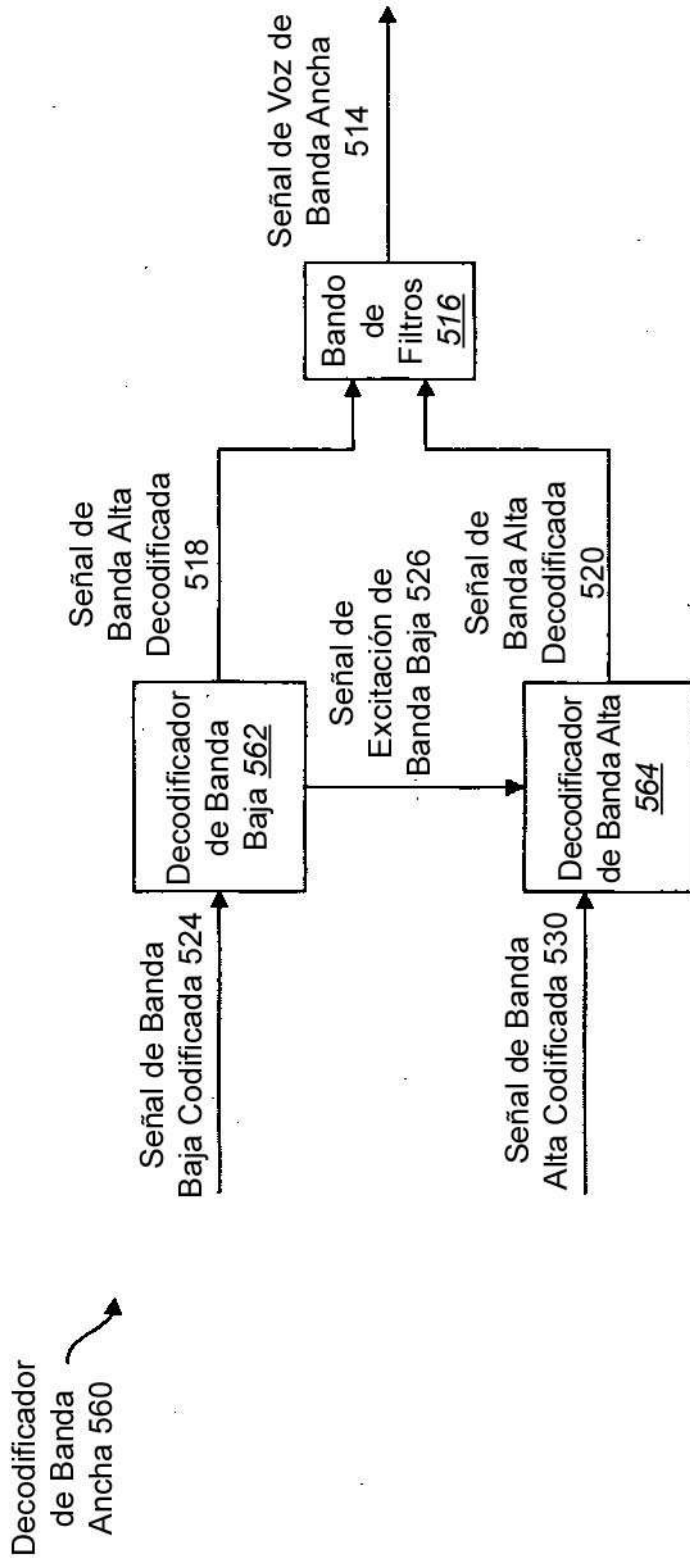 Decodificador
de Banda
Ancha 560
Señal de Banda
Baja Codificada 524
Decodificador
de Banda
Baja 562
Señal de
Banda Alta
Decodificada
518
Señal de
Excitación de
Banda Baja 526
Señal de Banda
Alta Codificada 530
Decodificador
de Banda Alta
564
Señal de
Banda Alta
Decodificada
520
Bando
de
Filtros
516
Señal de Voz de
Banda Ancha
514